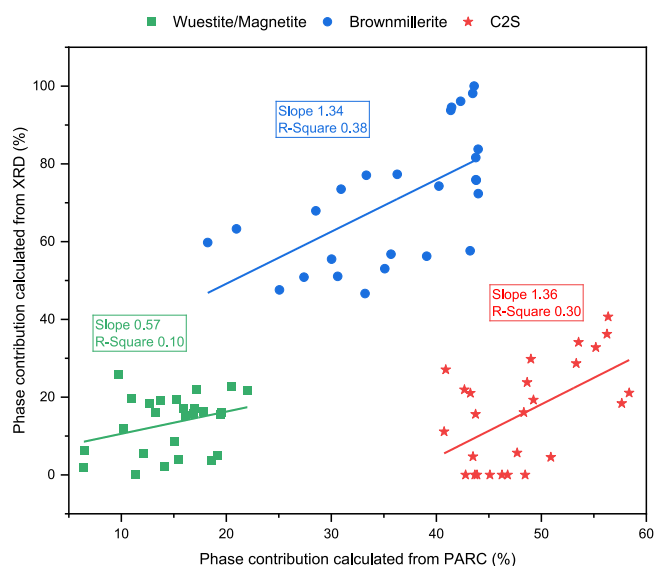 Wuestite/Magnetite Brownmillerite C2S
Phase contribution calculated from XRD (%)
100
80
60
40
20
0
Slope 1.34
R-Square 0.38
Slope 0.57
R-Square 0.10
Slope 1.36
R-Square 0.30
10 20 30 40 50 60
Phase contribution calculated from PARC (%)